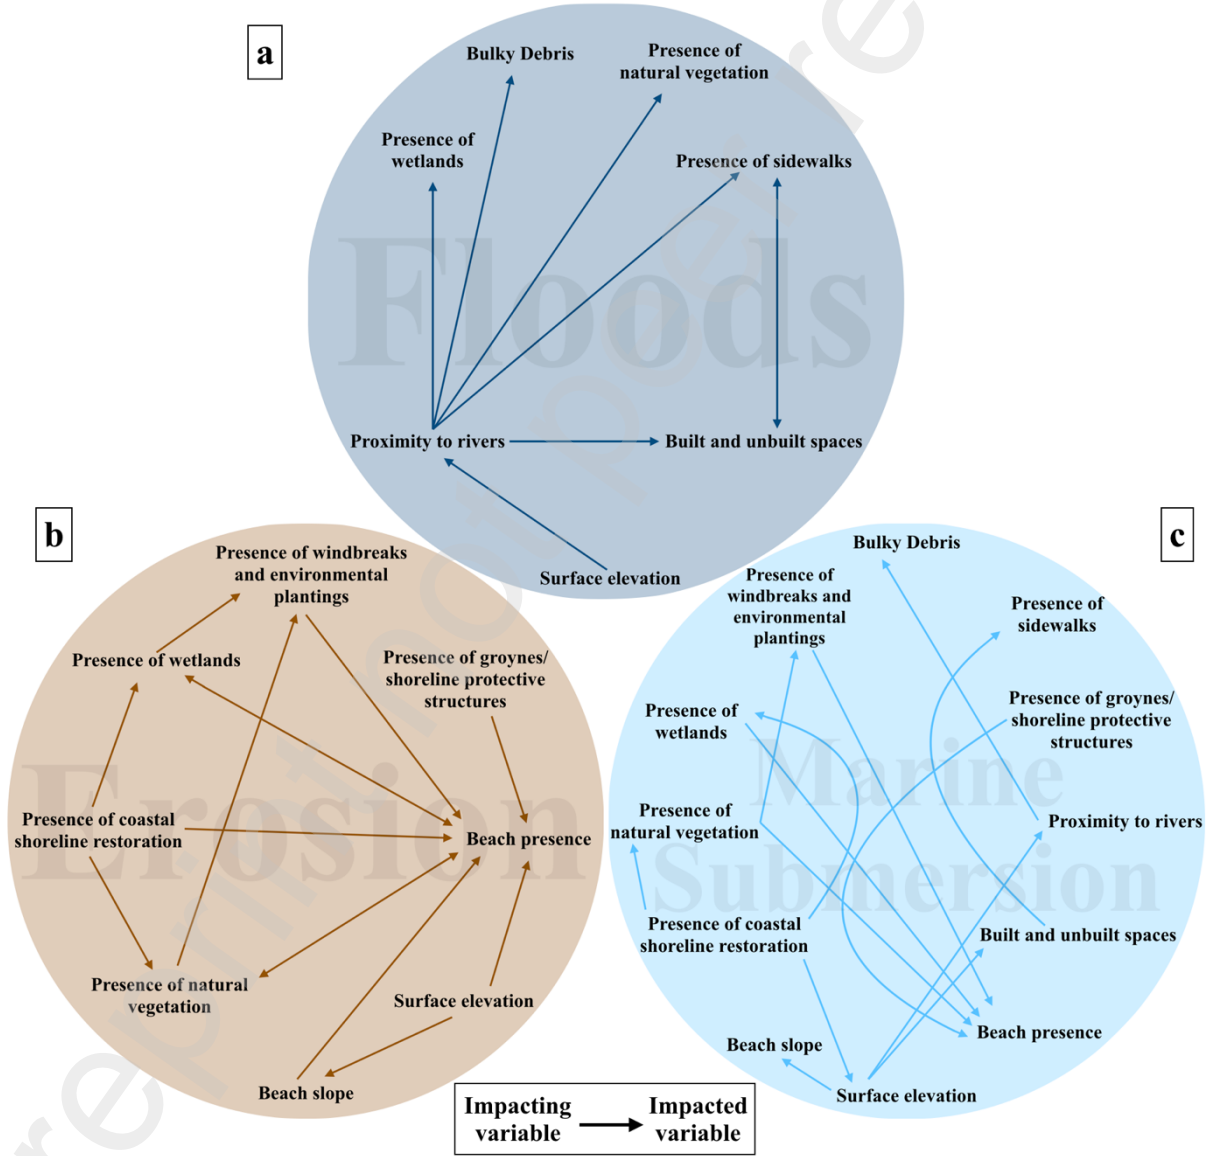 a
Bulky Debris
Presence of
natural vegetation
Presence of
wetlands
Presence of sidewalks
Floods
Proximity to rivers
Built and unbuilt spaces
Surface elevation
b
Presence of windbreaks
and environmental
plantings
Presence of wetlands
Presence of groynes/
shoreline protective
structures
Erosion
Presence of coastal
shoreline restoration
Beach presence
Presence of natural
vegetation
Surface elevation
Beach slope
c
Bulky Debris
Presence of
windbreaks and
environmental
plantings
Presence of
sidewalks
Presence of
wetlands
Presence of groynes/
shoreline protective
structures
Marine
Submersion
Presence of
natural vegetation
Proximity to rivers
Presence of coastal
shoreline restoration
Built and unbuilt spaces
Beach presence
Beach slope
Surface elevation
Impacting
variable
Impacted
variable
reprint not peer re